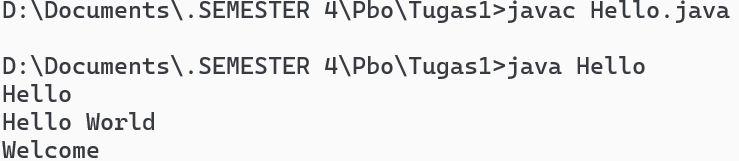 D:\Documents\.SEMESTER 4\Pbo\Tugas1>javac Hello.java
D:\Documents\.SEMESTER 4\Pbo\Tugas1>java Hello
Hello
Hello World
Welcome